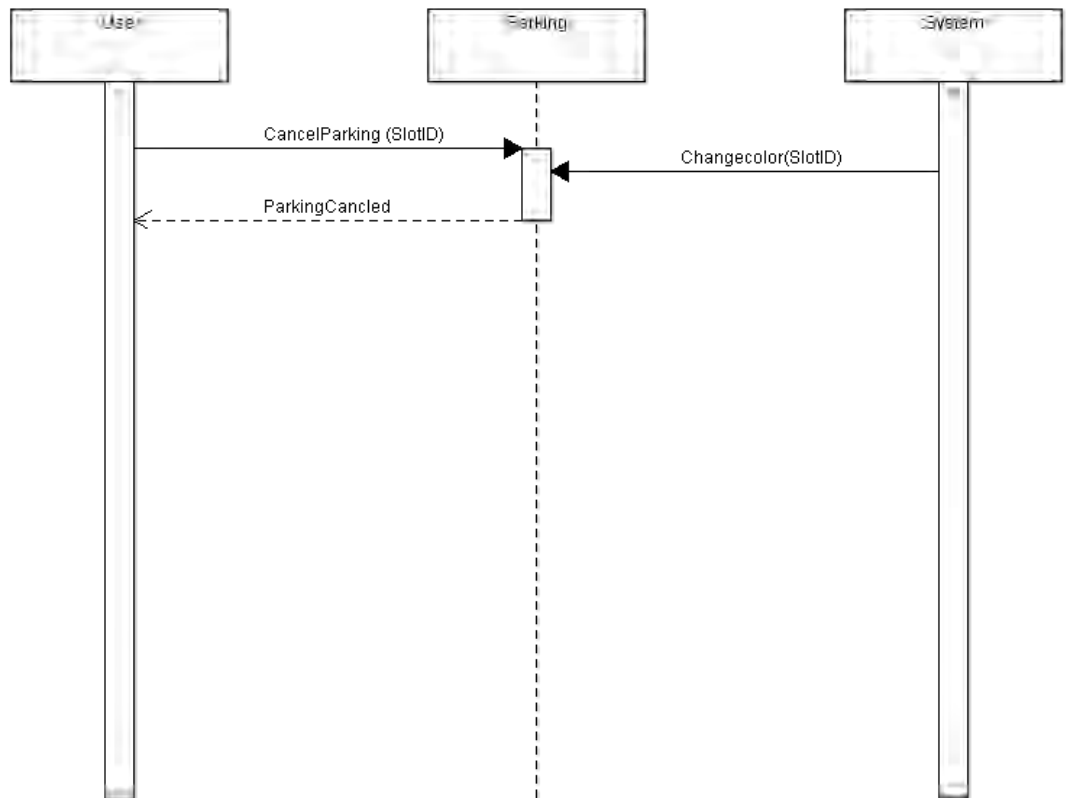 User
Parking
System
CancelParking (SlotID)
Changecolor(SlotID)
ParkingCancled